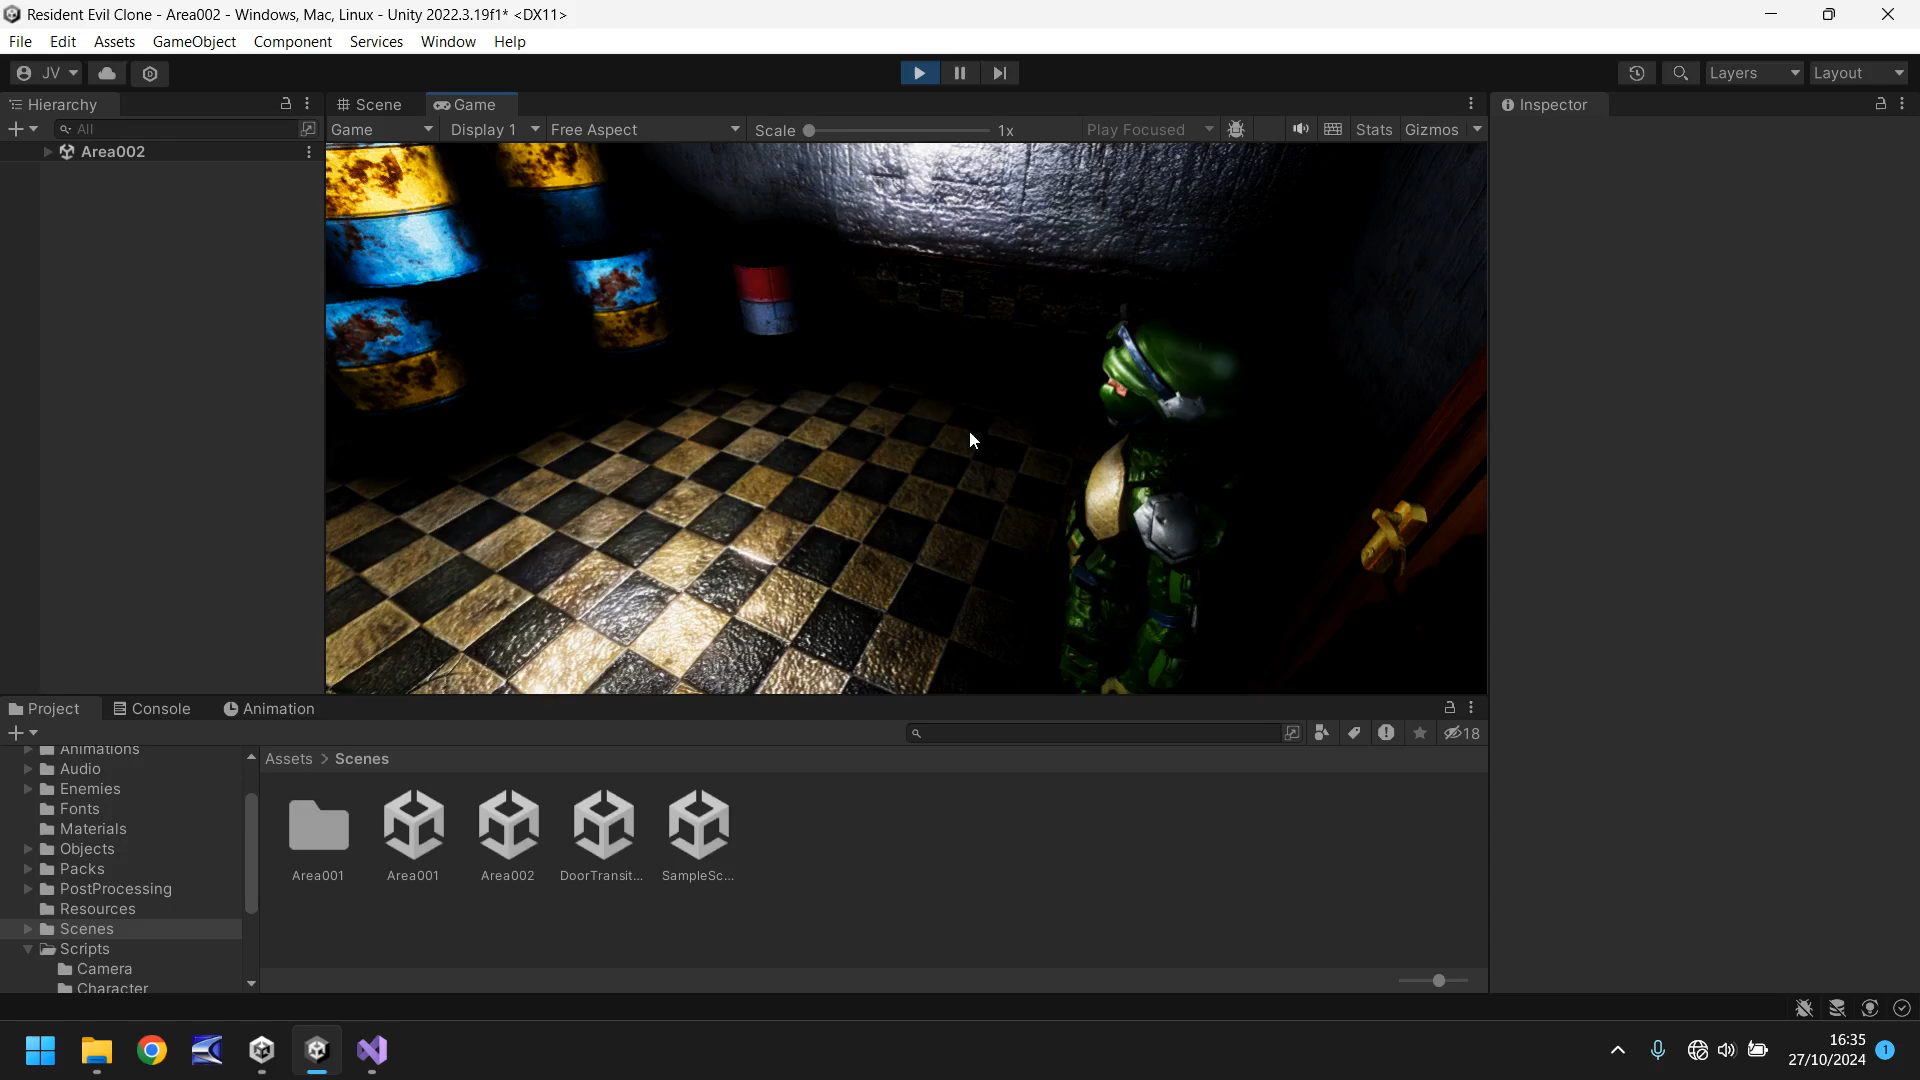 Resident Evil Clone - Area002 - Windows, Mac, Linux - Unity 2022.3.19f1* <DX11>
File Edit Assets GameObject Component Services Window Help
JV Layers Layout
Hierarchy Scene Game Inspector
All Game Display 1 Free Aspect Scale 1x Play Focused Stats Gizmos
Area002
Project Console Animation
18
Animations
Assets > Scenes
Audio
Enemies
Fonts
Materials
Objects
Packs
PostProcessing
Resources
Scenes
Scripts
Camera
Character
Area001 Area001 Area002 DoorTransit... SampleSc...
16:35
27/10/2024 1